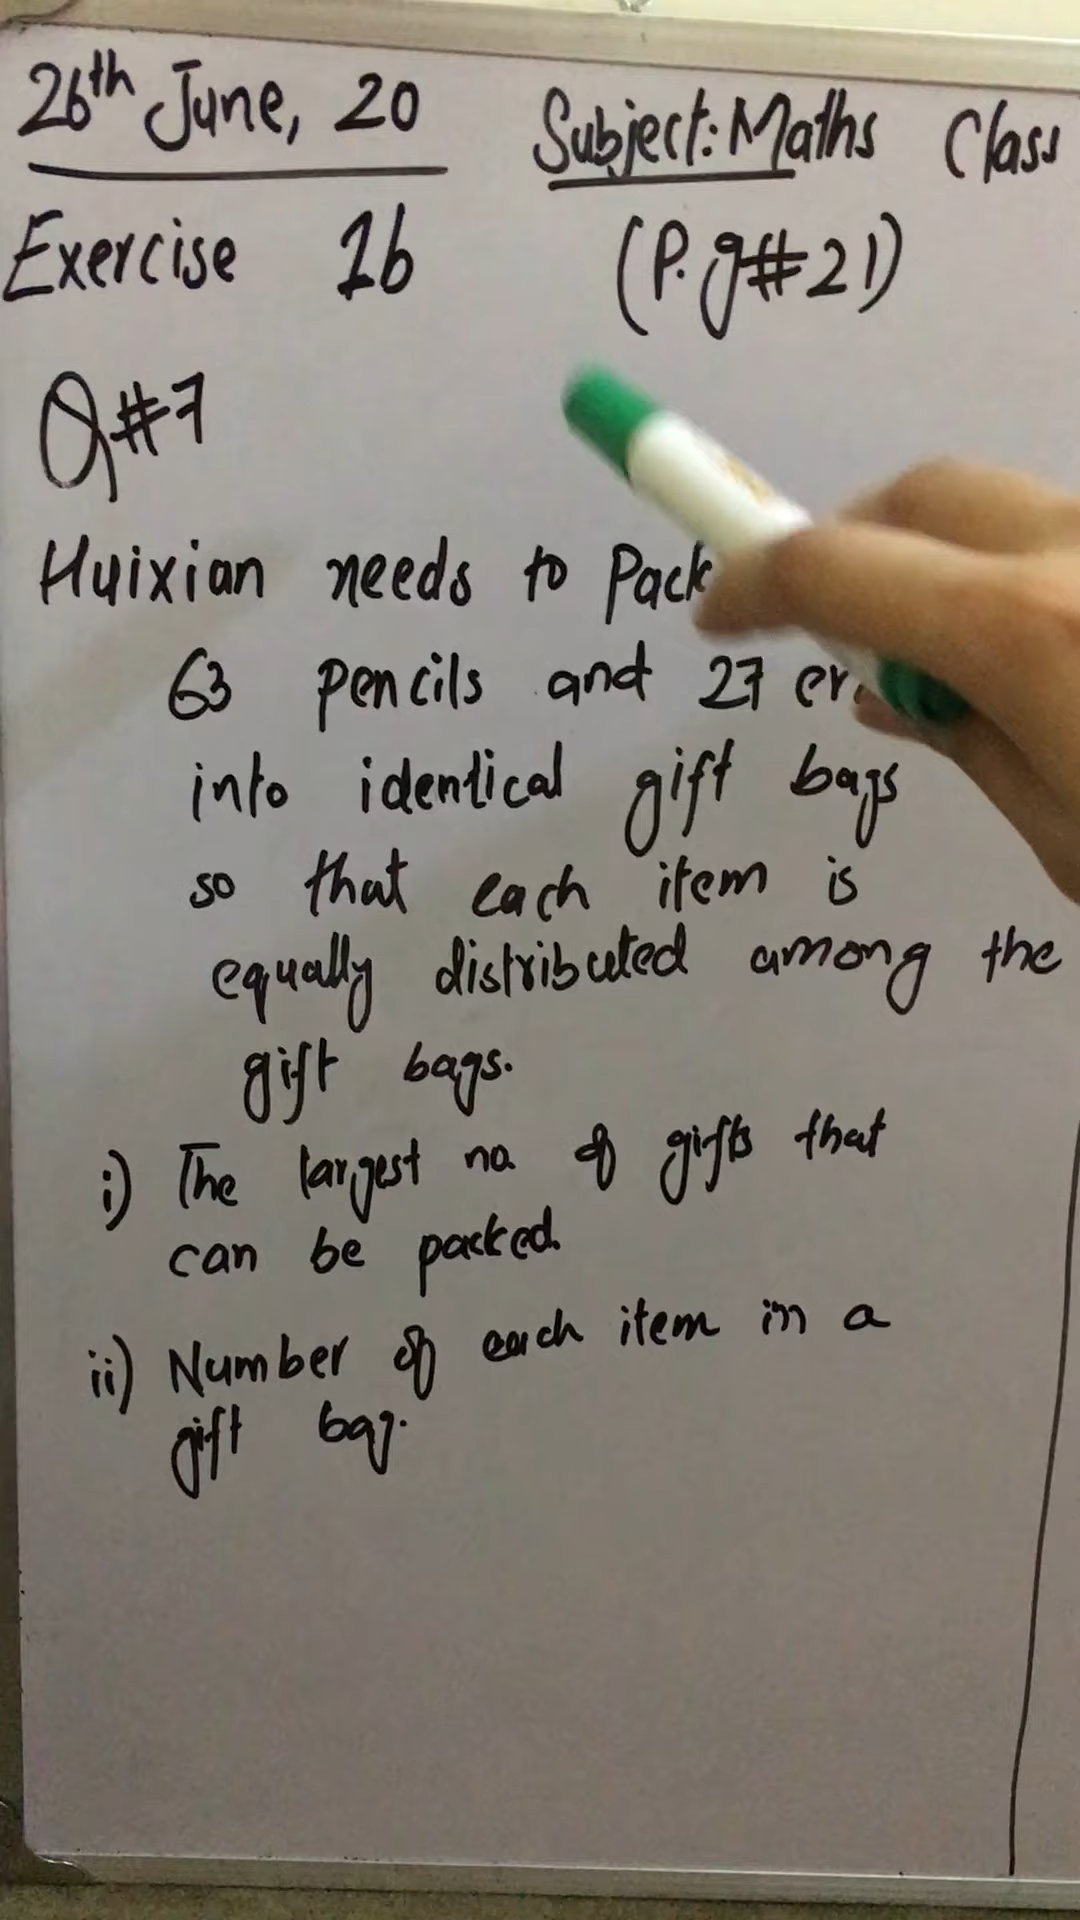 26th June, 20 Subject: Maths Class
Exercise 1b (P.g#21)
Q#7
Huixian needs to Pack
63 pencils and 27
into identical gift bags
so that each item is
equally distributed among the
gift bags.
i) The largest no. of gifts that
can be packed.
ii) Number of each item in a
gift bag.